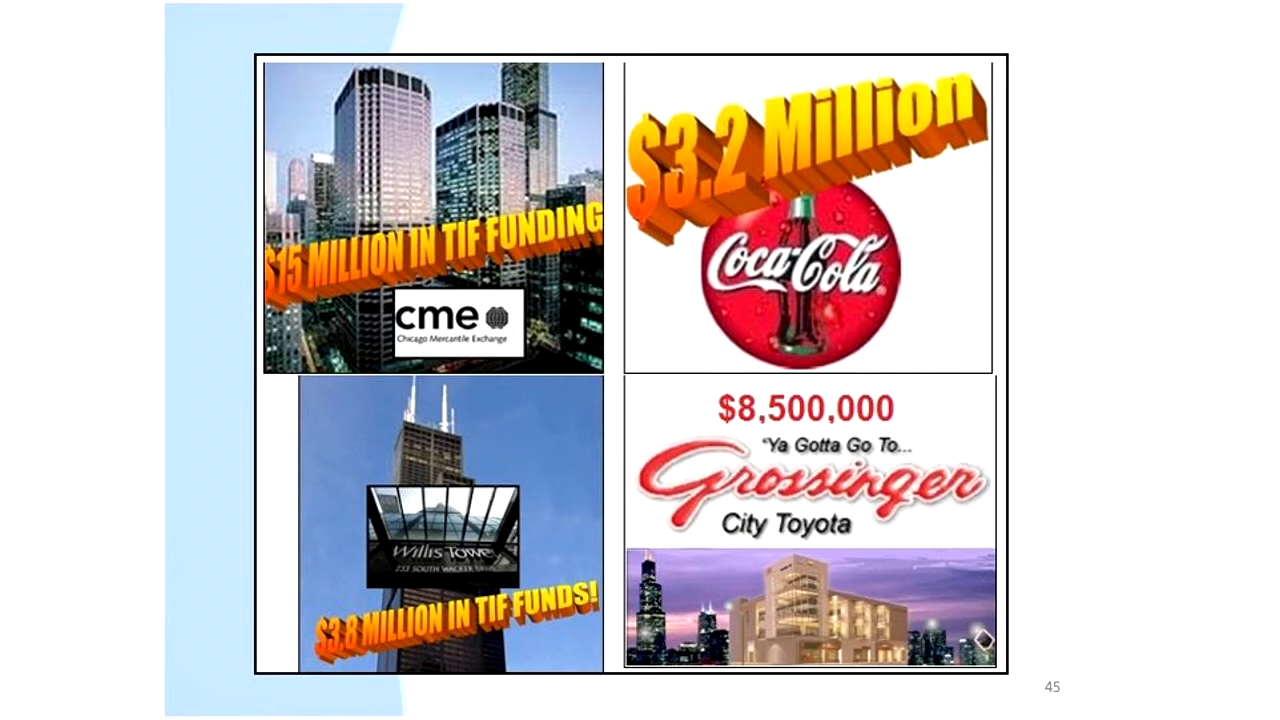 $15 MILLION IN TIF FUNDING
cme
Chicago Mercantile Exchange
$3.2 Million
Coca-Cola
Willis Tower
233 SOUTH WACKER
$3.8 MILLION IN TIF FUNDS!
$8,500,000
"Ya Gotta Go To...
Grossinger
City Toyota
45